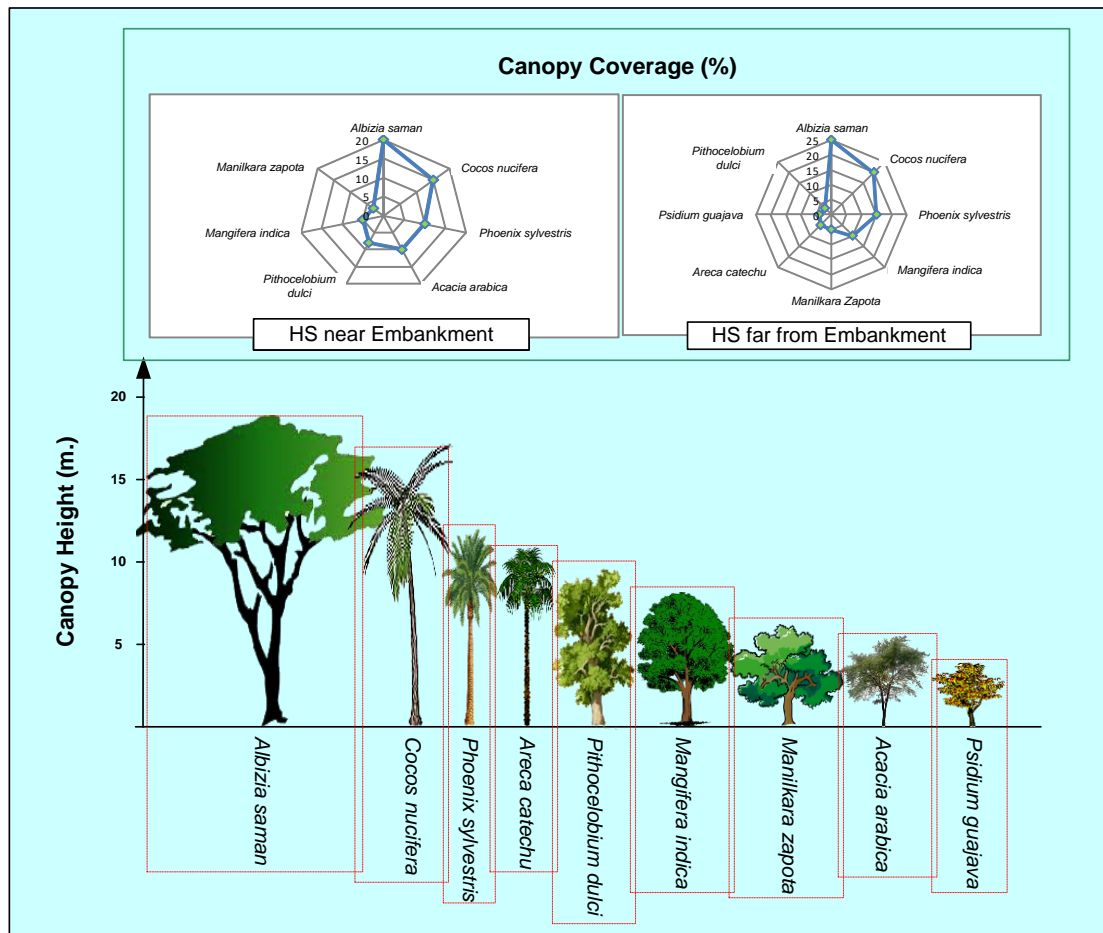 Canopy Coverage (%)
Albizia saman
20
15
10
5
0
Cocos nucifera
Phoenix sylvestris
Acacia arabica
Pithocelobium
dulci
Mangifera indica
Manilkara zapota
HS near Embankment
Albizia saman
25
20
15
10
5
0
Cocos nucifera
Phoenix sylvestris
Mangifera indica
Manilkara Zapota
Areca catechu
Psidium guajava
Pithocelobium
dulci
HS far from Embankment
Canopy Height (m.)
20
15
10
5
Albizia saman
Cocos nucifera
Phoenix sylvestris
Areca catechu
Pithocelobium dulci
Mangifera indica
Manilkara zapota
Acacia arabica
Psidium guajava